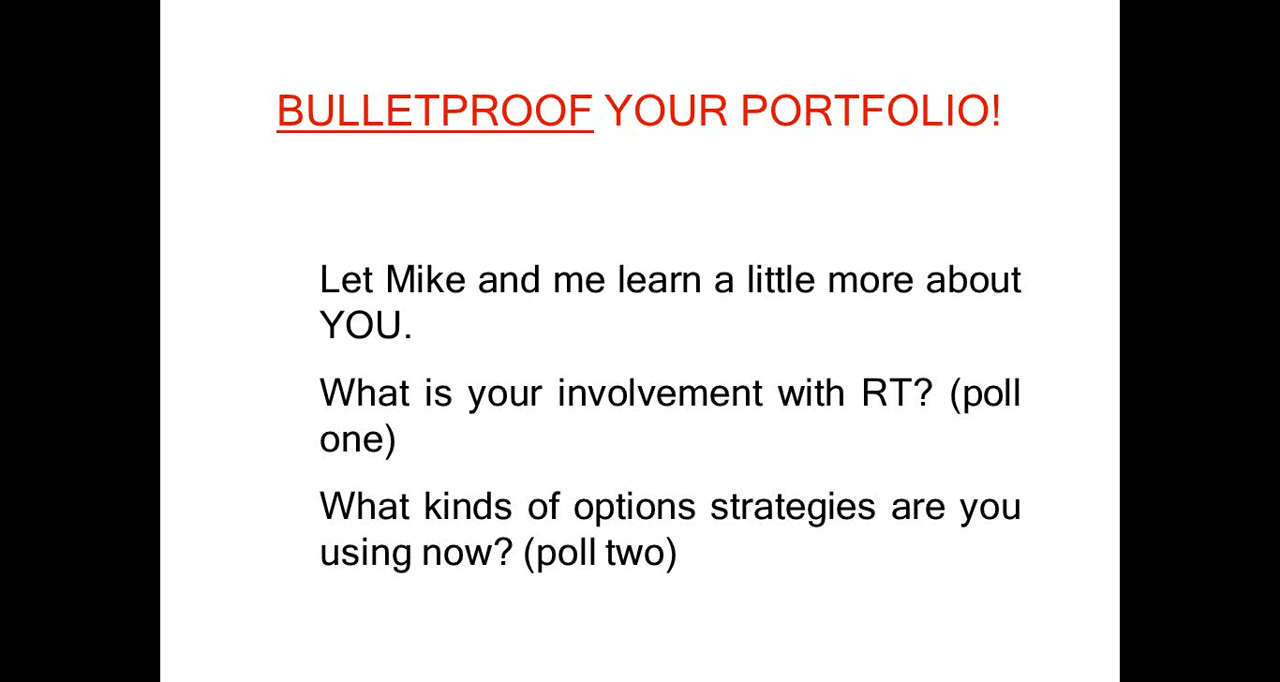 BULLETPROOF YOUR PORTFOLIO!
Let Mike and me learn a little more about
YOU.
What is your involvement with RT? (poll
one)
What kinds of options strategies are you
using now? (poll two)